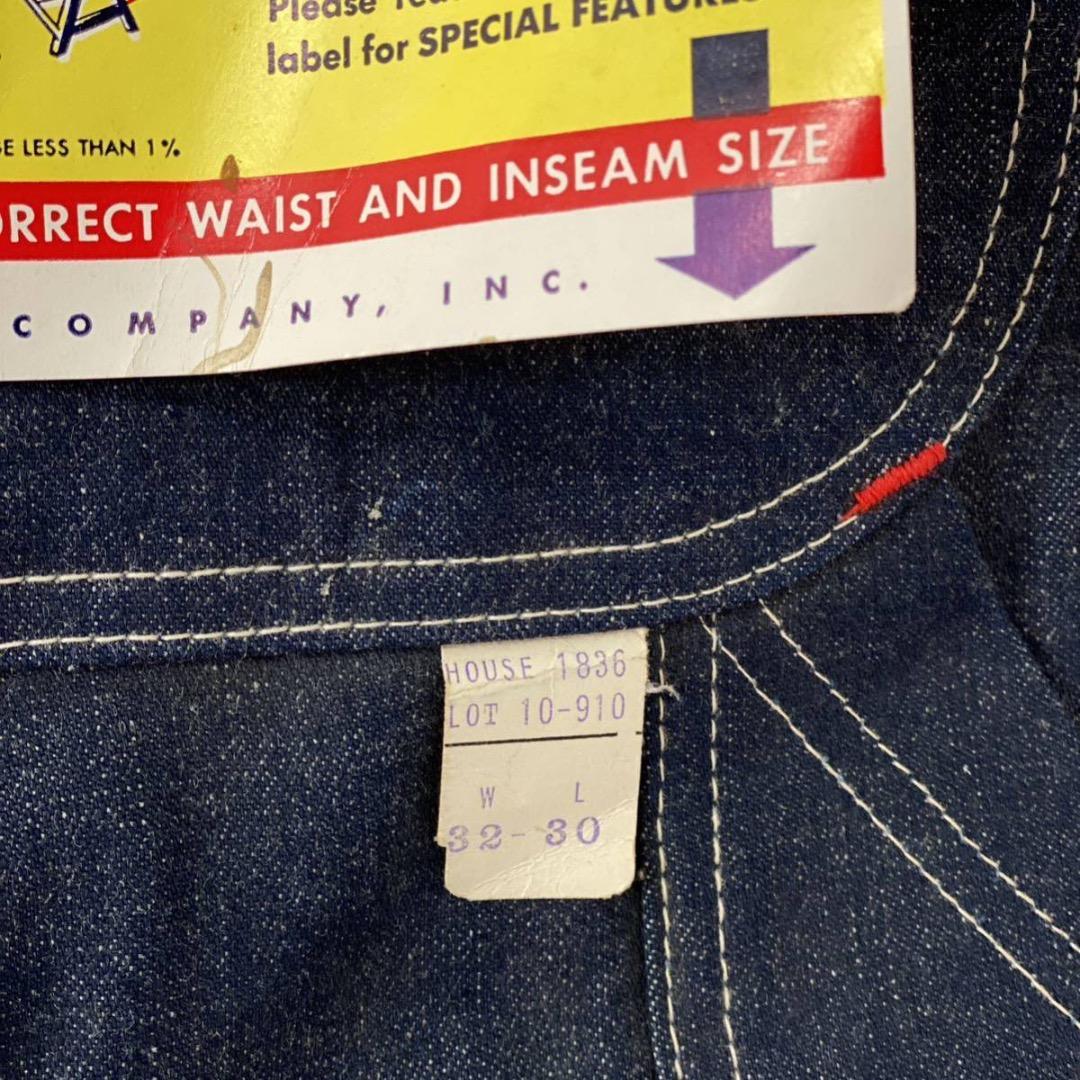 Please
label for SPECIAL FEATURES
LESS THAN 1%
WAIST AND INSEAM SIZE
COMPANY, INC.
HOUSE 1836
LOT 10-910
W L
32-30